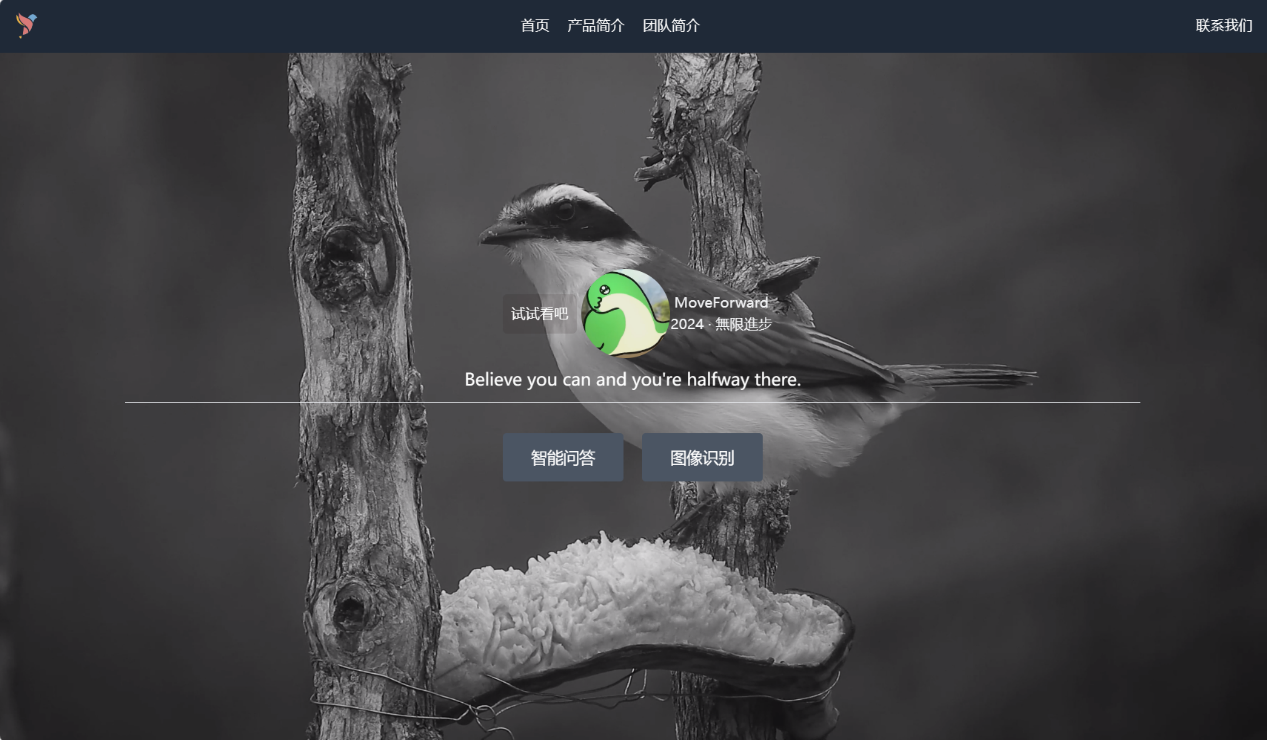 首页 产品简介 团队简介 联系我们
试试看吧
MoveForward
2024 · 無限進步
Believe you can and you're halfway there.
智能问答 图像识别